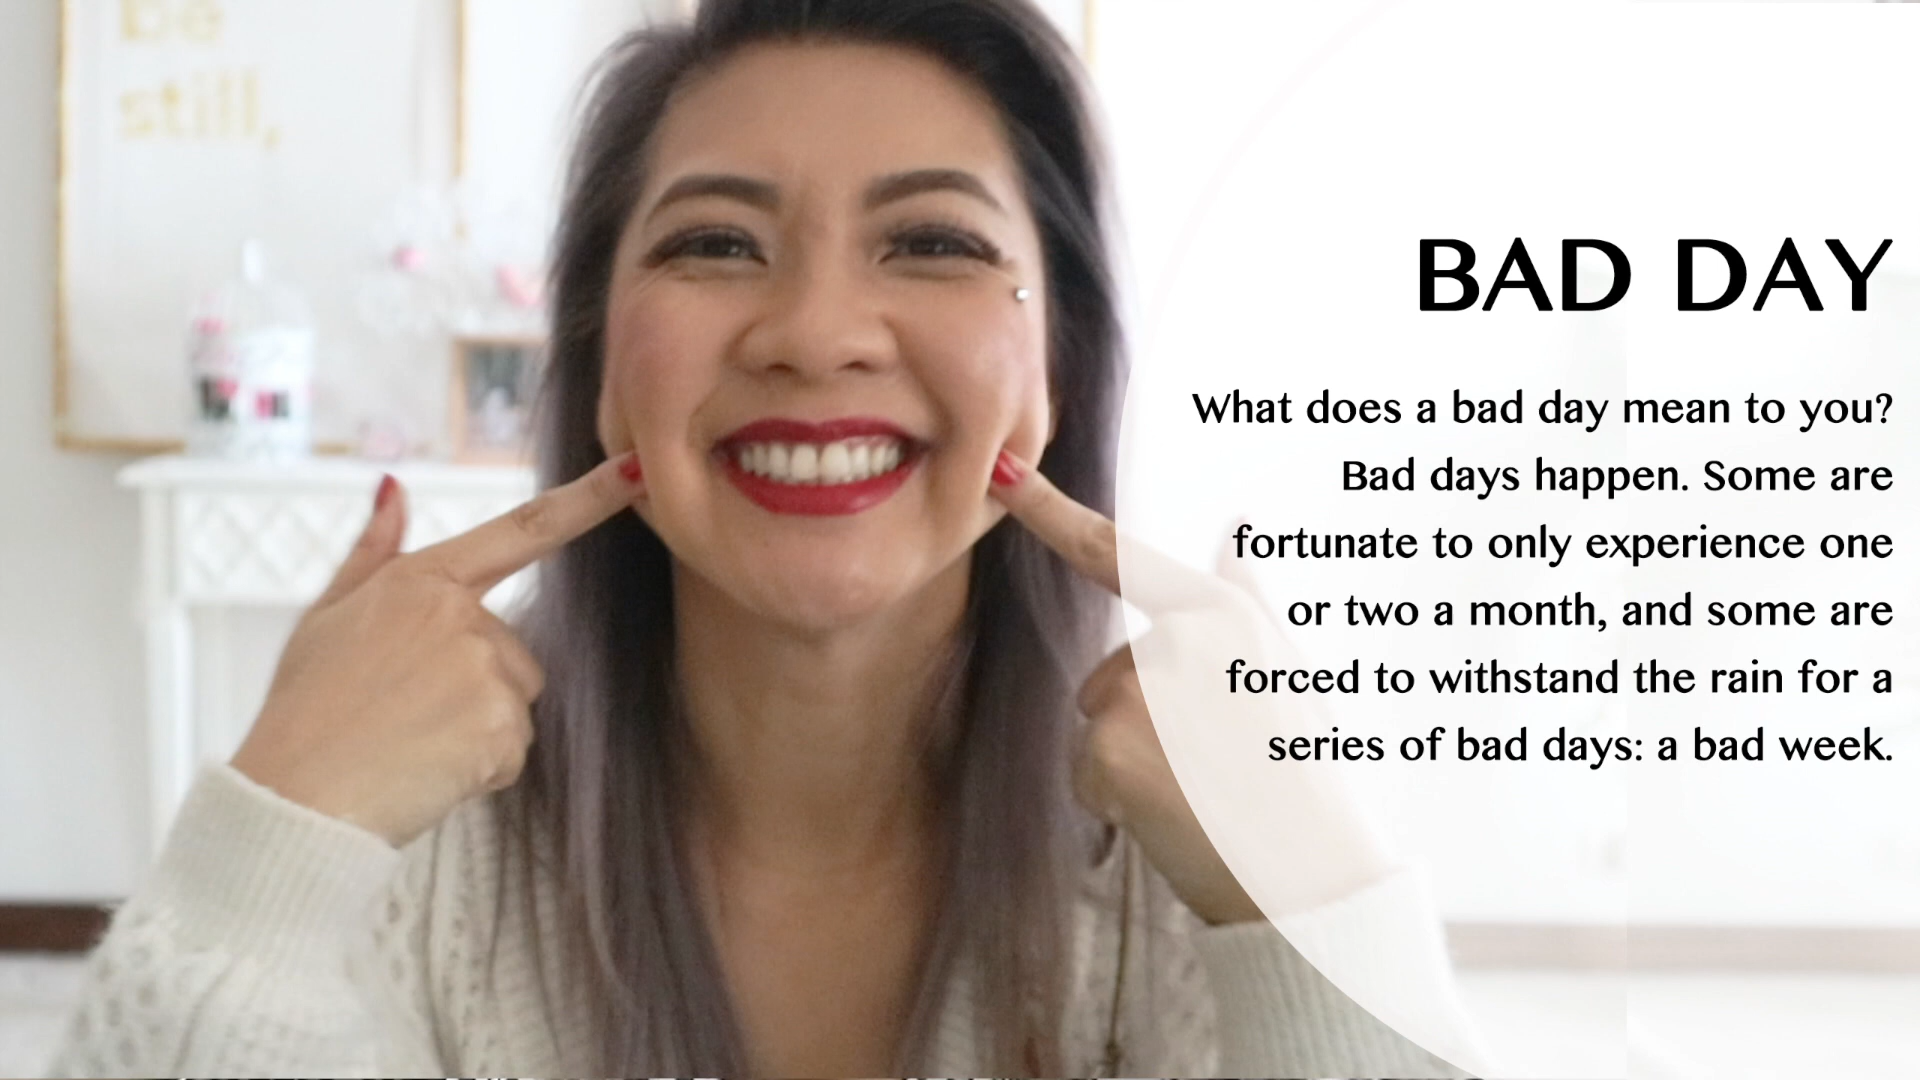 be
still,
BAD DAY
What does a bad day mean to you?
Bad days happen. Some are
fortunate to only experience one
or two a month, and some are
forced to withstand the rain for a
series of bad days: a bad week.